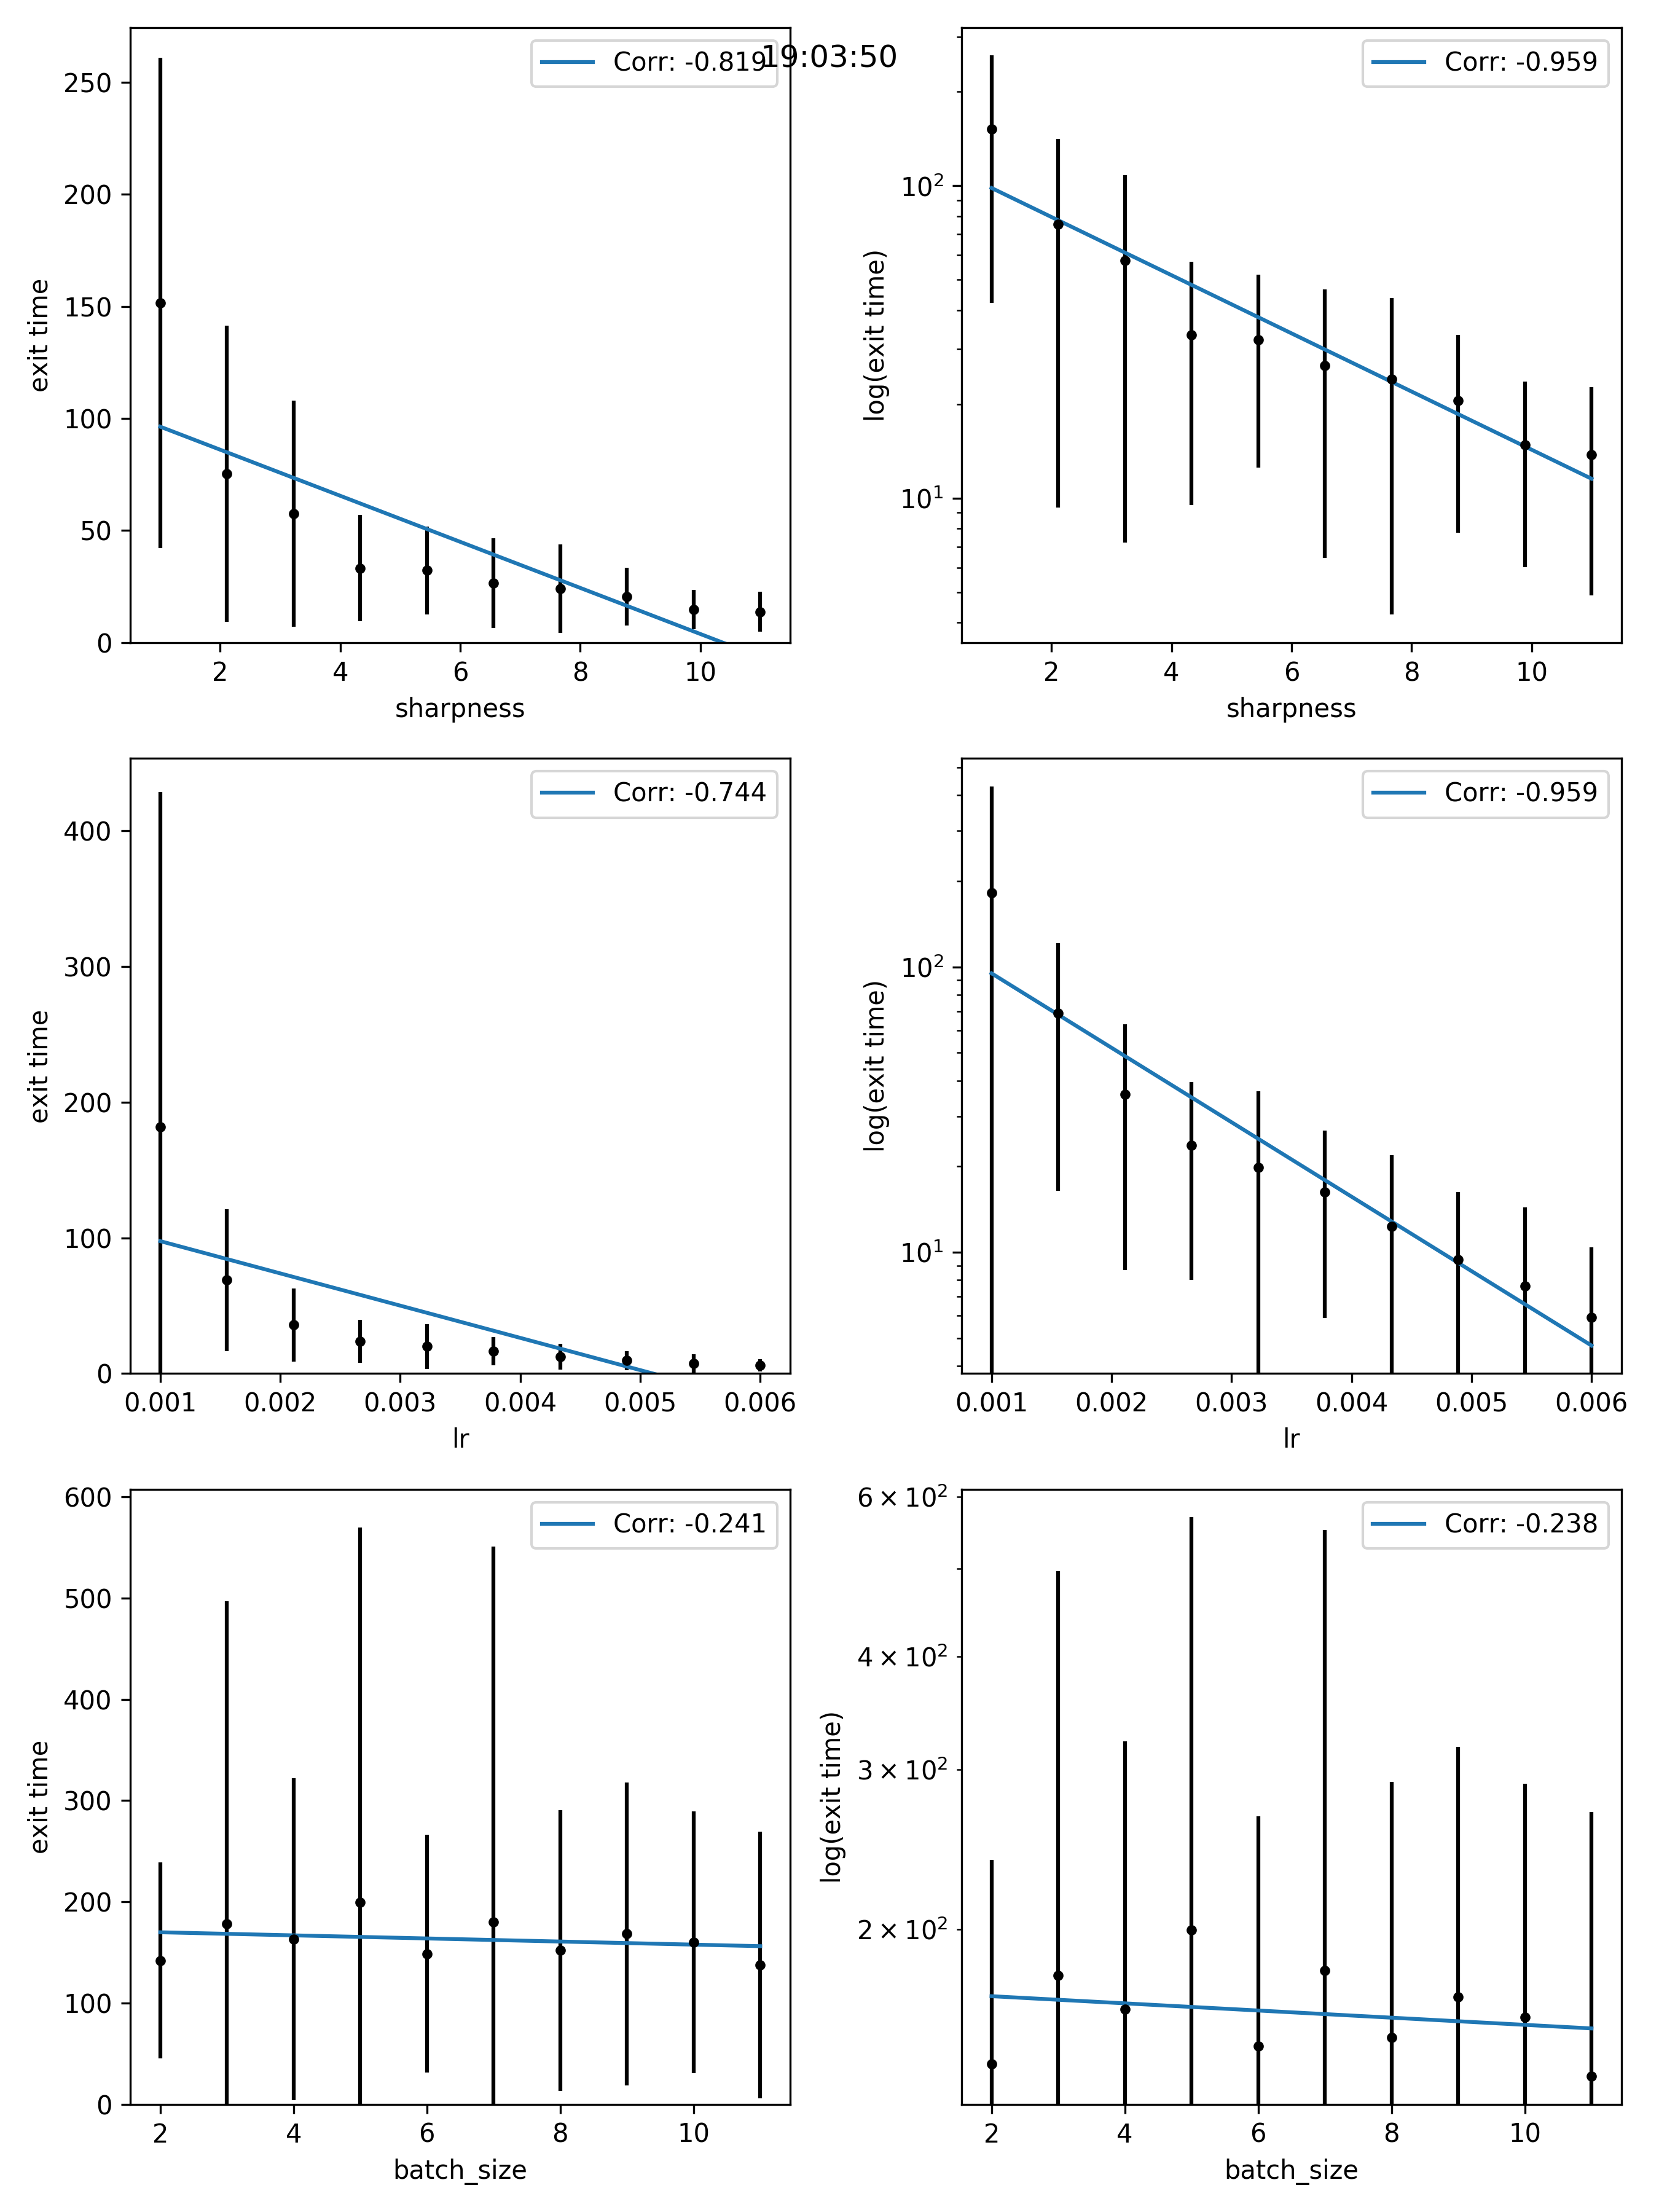 19:03:50
Corr: -0.819
250
200
150
100
50
0
exit time
2 4 6 8 10
sharpness
Corr: -0.959
10²
10¹
log(exit time)
2 4 6 8 10
sharpness
Corr: -0.744
400
300
200
100
0
exit time
0.001 0.002 0.003 0.004 0.005 0.006
lr
Corr: -0.959
10²
10¹
log(exit time)
0.001 0.002 0.003 0.004 0.005 0.006
lr
Corr: -0.241
600
500
400
300
200
100
0
exit time
2 4 6 8 10
batch_size
Corr: -0.238
6 × 10²
4 × 10²
3 × 10²
2 × 10²
log(exit time)
2 4 6 8 10
batch_size